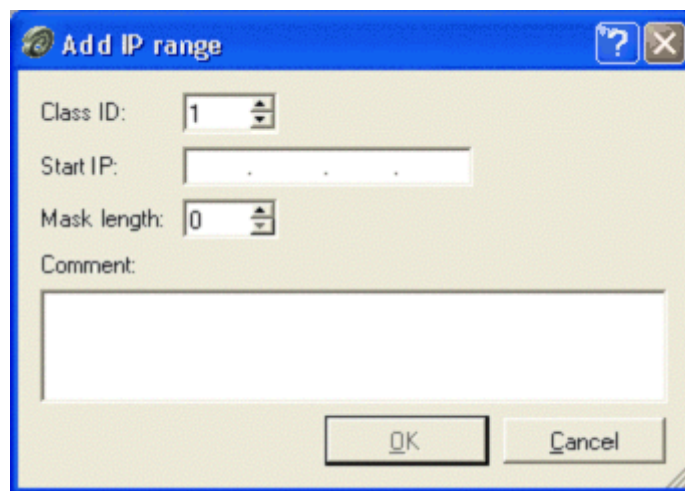 Add IP range
Class ID: 1
Start IP: . . .
Mask length: 0
Comment:
OK Cancel